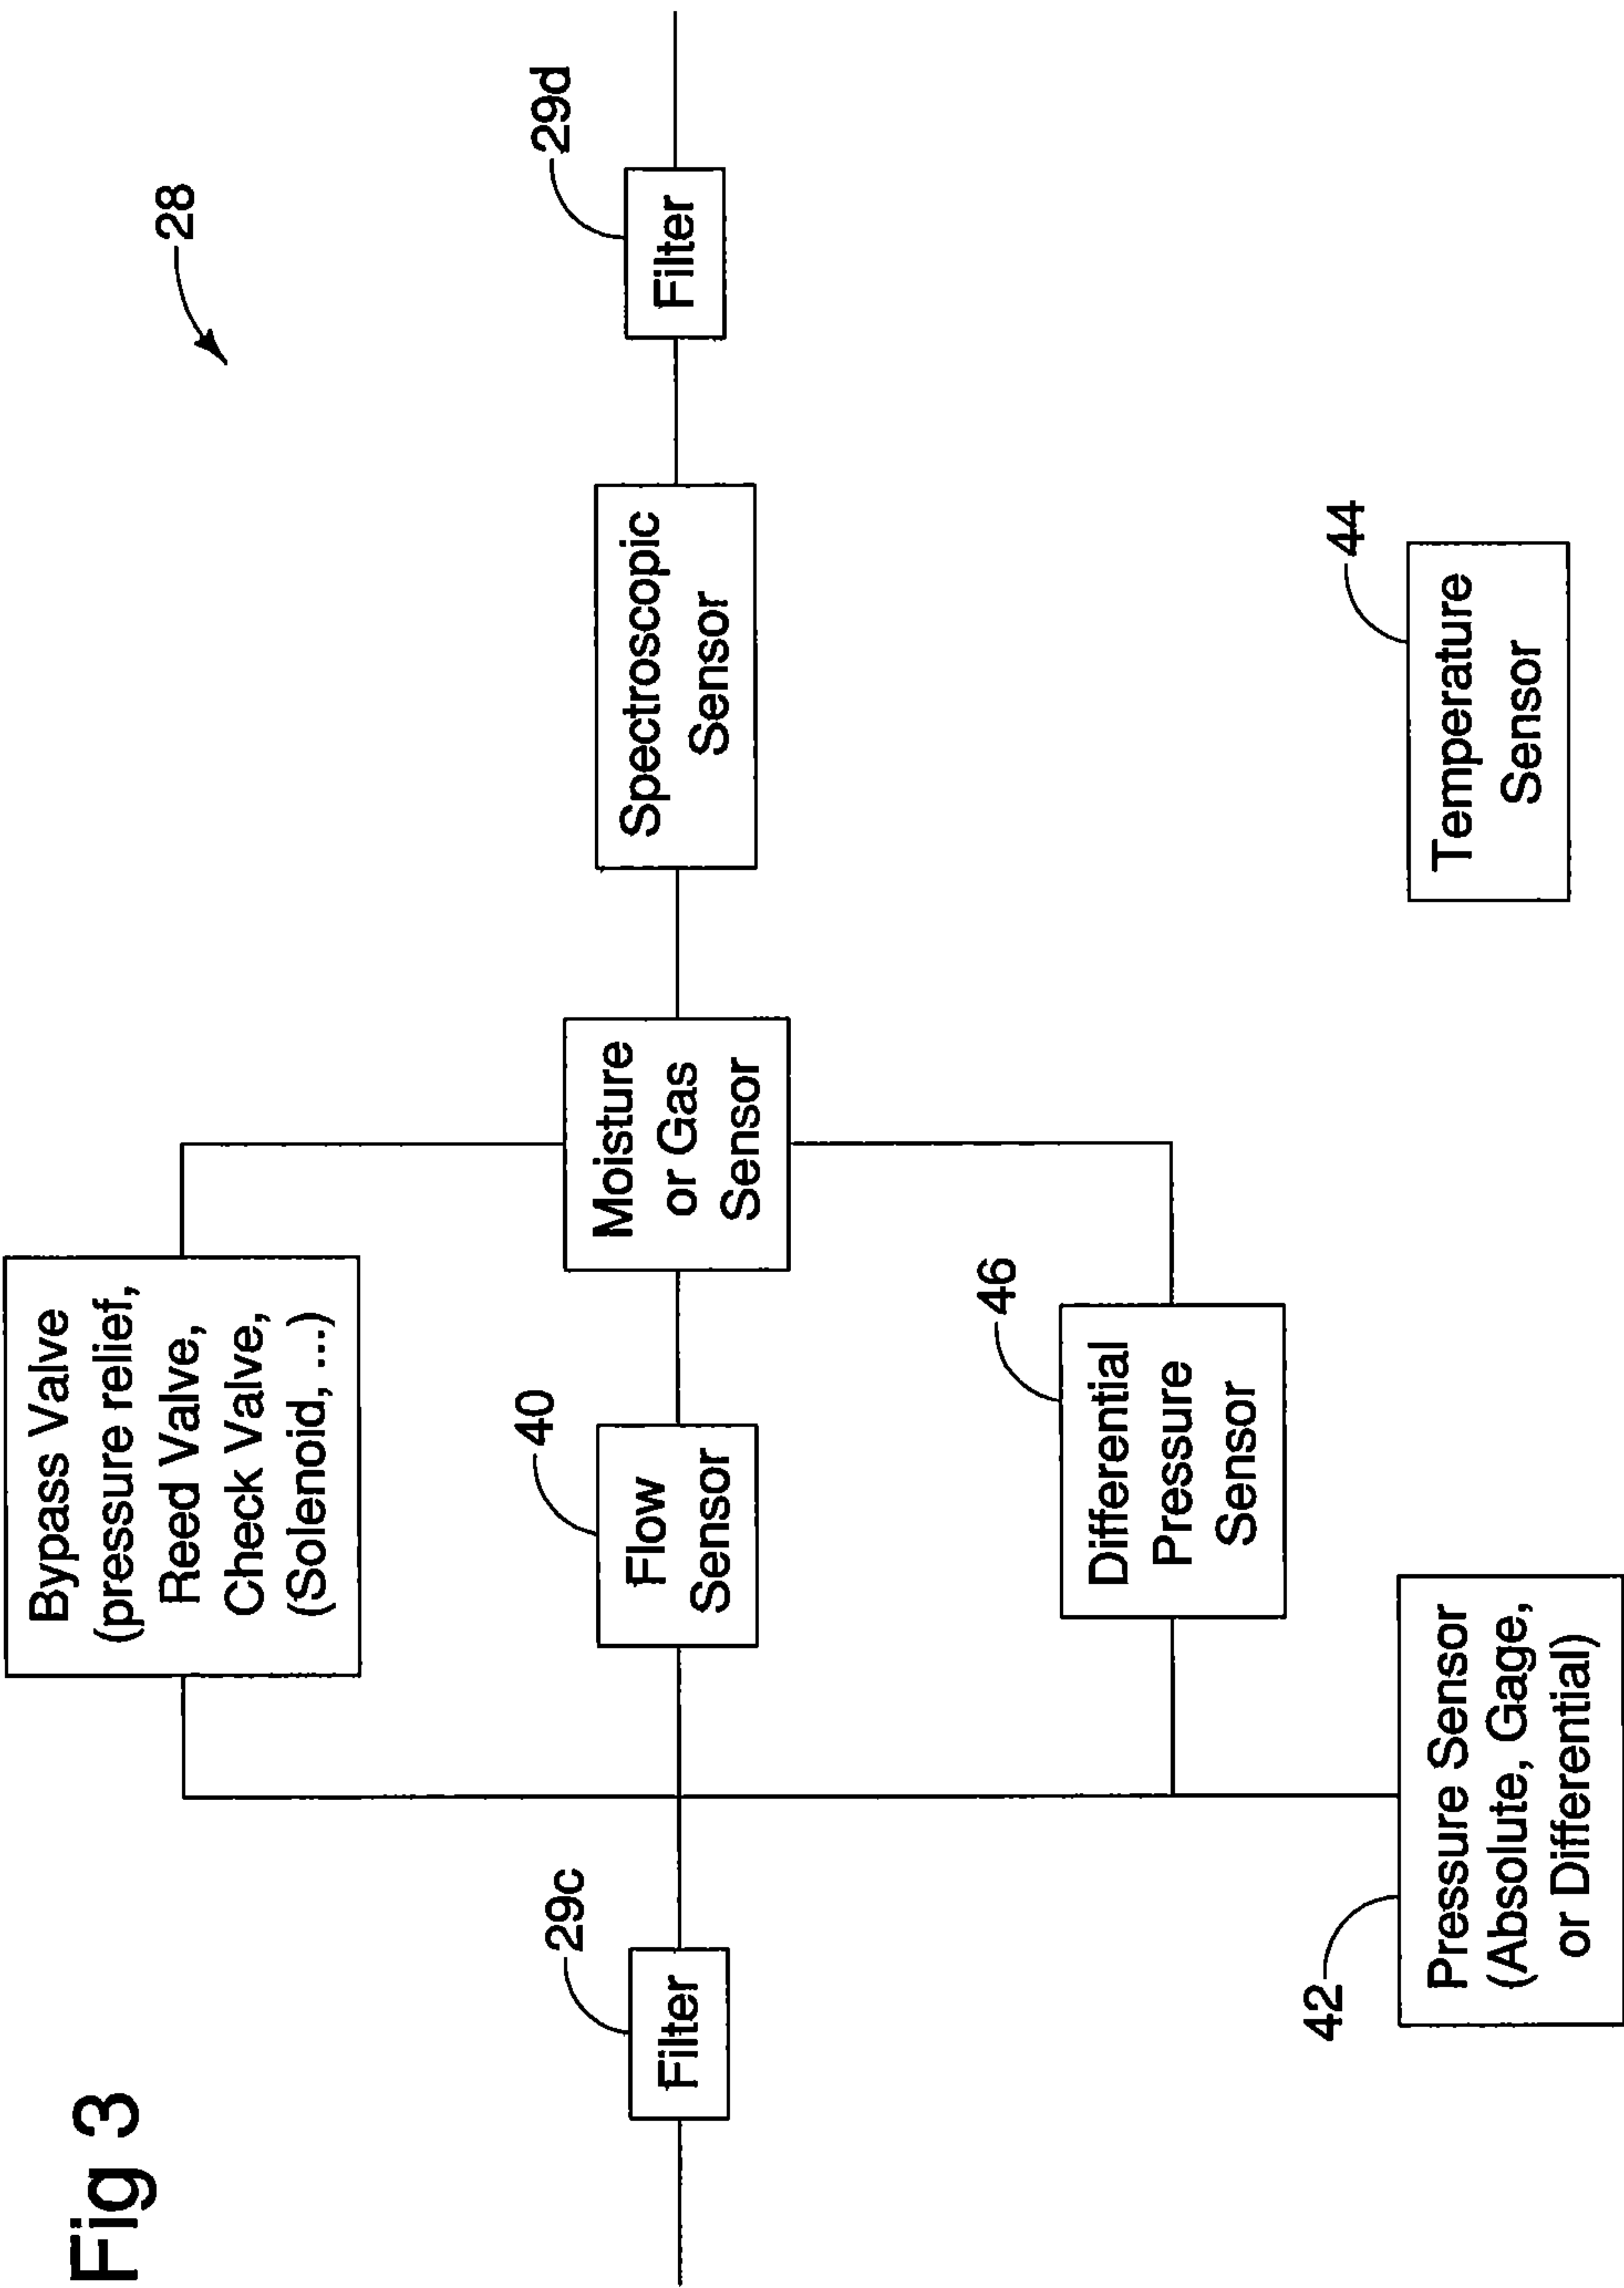 Fig 3
28
Bypass Valve
(pressure relief,
Reed Valve,
Check Valve,
(Solenoid, ...)
29c
Filter
40
Flow
Sensor
Moisture
or Gas
Sensor
Spectroscopic
Sensor
29d
Filter
46
Differential
Pressure
Sensor
42
Pressure Sensor
(Absolute, Gage,
or Differential)
44
Temperature
Sensor